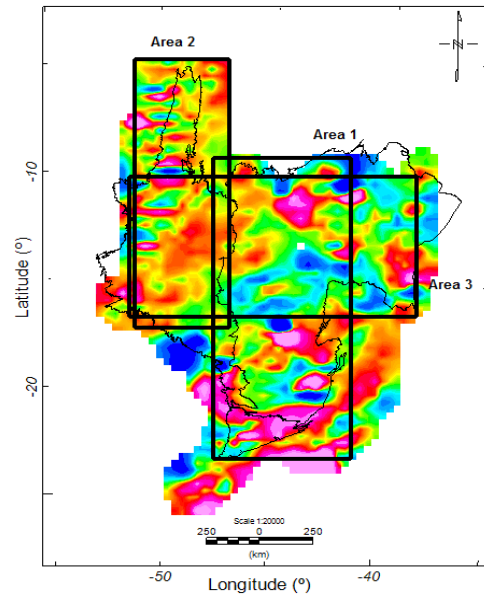 Area 2
N
Area 1
-10
Area 3
Latitude (º)
-20
Scale 1:20000
250 0 250
(km)
-50 -40
Longitude (º)